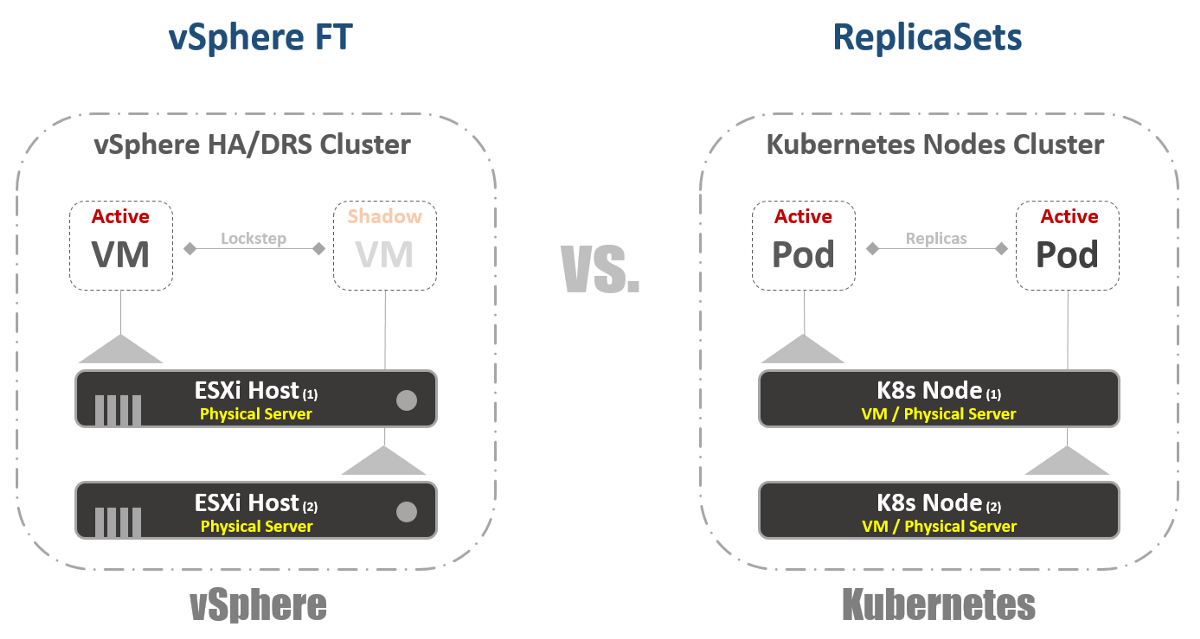 vSphere FT
ReplicaSets
vSphere HA/DRS Cluster
Active
VM
Lockstep
Shadow
VM
ESXi Host (1)
Physical Server
ESXi Host (2)
Physical Server
vSphere
VS.
Kubernetes Nodes Cluster
Active
Pod
Replicas
Active
Pod
K8s Node (1)
VM / Physical Server
K8s Node (2)
VM / Physical Server
Kubernetes